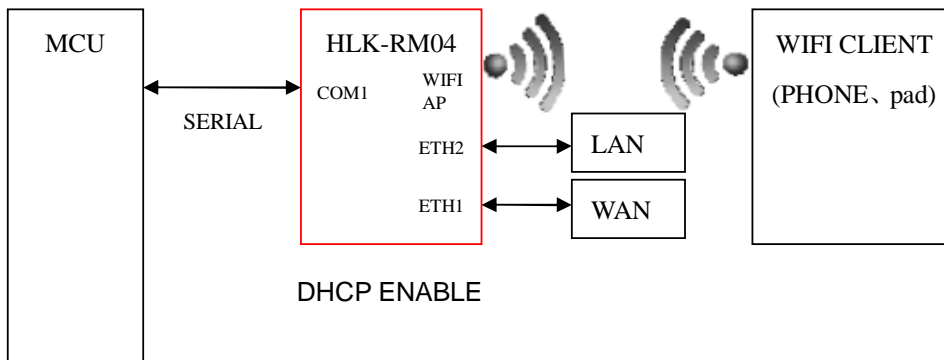 MCU
SERIAL
HLK-RM04
COM1
WIFI
AP
ETH2
ETH1
LAN
WAN
WIFI CLIENT
(PHONE、pad)
DHCP ENABLE